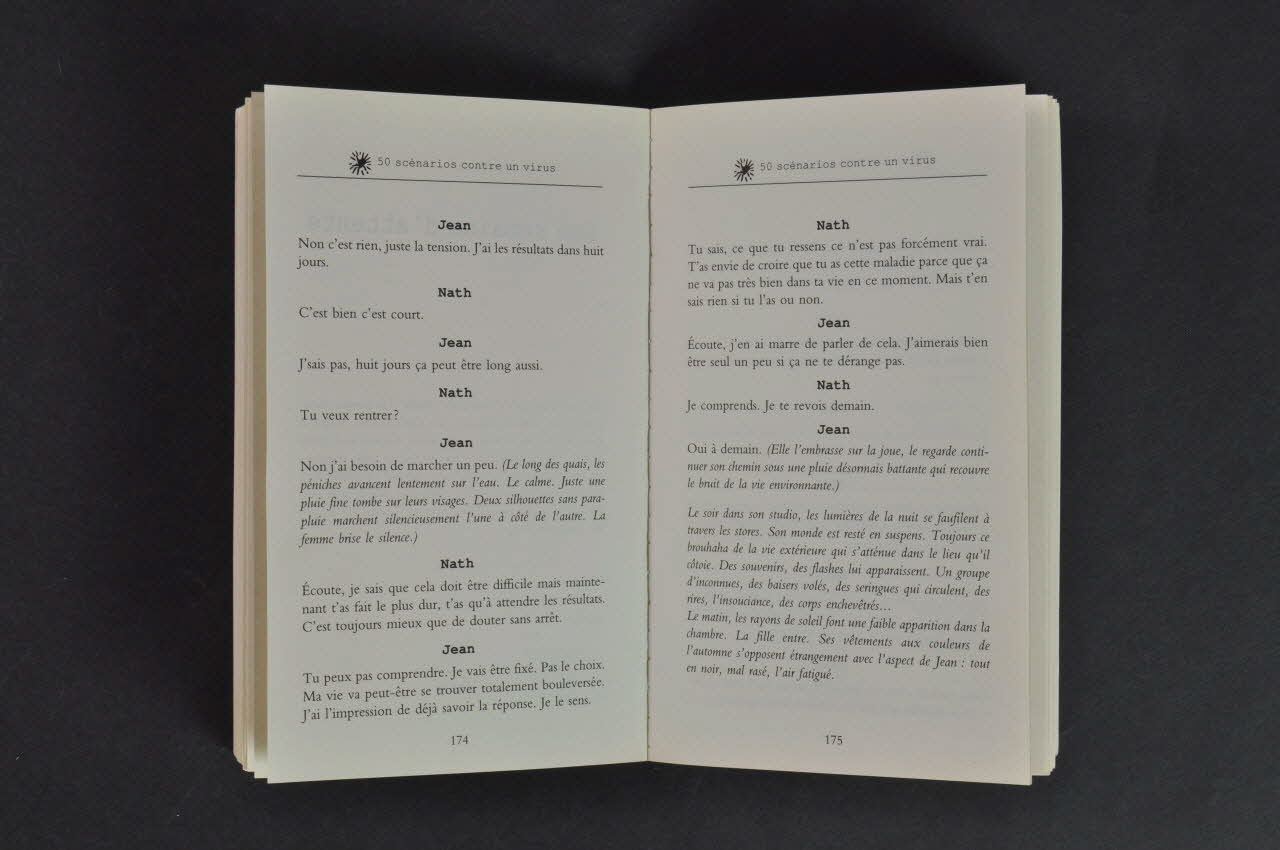 50 scénarios contre un virus
Jean
Non c'est rien, juste la tension. J'ai les résultats dans huit
jours.
Nath
C'est bien c'est court.
Jean
J'sais pas, huit jours ça peut être long aussi.
Nath
Tu veux rentrer ?
Jean
Non j'ai besoin de marcher un peu. (Le long des quais, les
péniches avancent lentement sur l'eau. Le calme. Juste une
pluie fine tombe sur leurs visages. Deux silhouettes sans para-
pluie marchent silencieusement l'une à côté de l'autre. La
femme brise le silence.)
Nath
Écoute, je sais que cela doit être difficile mais mainte-
nant t'as fait le plus dur, t'as qu'à attendre les résultats.
C'est toujours mieux que de douter sans arrêt.
Jean
Tu peux pas comprendre. Je vais être fixé. Pas le choix.
Ma vie va peut-être se trouver totalement bouleversée.
J'ai l'impression de déjà savoir la réponse. Je le sens.
174
50 scénarios contre un virus
Nath
Tu sais, ce que tu ressens ce n'est pas forcément vrai.
T'as envie de croire que tu as cette maladie parce que ça
ne va pas très bien dans ta vie en ce moment. Mais t'en
sais rien si tu l'as ou non.
Jean
Écoute, j'en ai marre de parler de cela. J'aimerais bien
être seul un peu si ça ne te dérange pas.
Nath
Je comprends. Je te revois demain.
Jean
Oui à demain. (Elle l'embrasse sur la joue, le regarde conti-
nuer son chemin sous une pluie désormais battante qui recouvre
le bruit de la vie environnante.)
Le soir dans son studio, les lumières de la nuit se faufilent à
travers les stores. Son monde est resté en suspens. Toujours ce
brouhaha de la vie extérieure qui s'atténue dans le lieu qu'il
côtoie. Des souvenirs, des flashes lui apparaissent. Un groupe
d'inconnues, des baisers volés, des seringues qui circulent, des
rires, l'insouciance, des corps enchevêtrés…
Le matin, les rayons de soleil font une faible apparition dans la
chambre. La fille entre. Ses vêtements aux couleurs de
l'automne s'opposent étrangement avec l'aspect de Jean : tout
en noir, mal rasé, l'air fatigué.
175